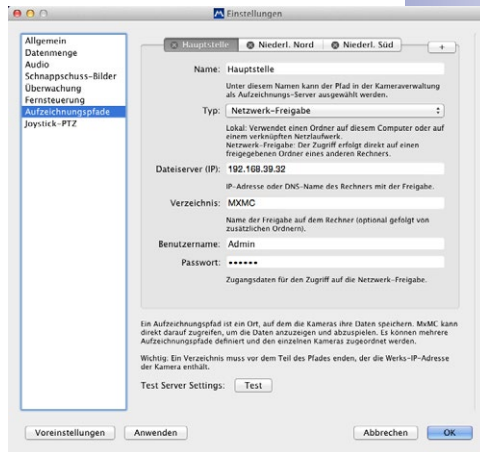 Einstellungen
Allgemein
Datenmenge
Audio
Schnappschuss-Bilder
Überwachung
Fernsteuerung
Aufzeichnungspfade
Joystick-PTZ
Hauptstelle
Niederl. Nord
Niederl. Süd
+
Name: Hauptstelle
Unter diesem Namen kann der Pfad in der Kameraverwaltung
als Aufzeichnungs-Server ausgewählt werden.
Typ: Netzwerk-Freigabe
Lokal: Verwendet einen Ordner auf diesem Computer oder auf
einem verknüpften Netzlaufwerk.
Netzwerk-Freigabe: Der Zugriff erfolgt direkt auf einen
freigegebenen Ordner eines anderen Rechners.
Dateiserver (IP): 192.168.39.32
IP-Adresse oder DNS-Name des Rechners mit der Freigabe.
Verzeichnis: MXMC
Name der Freigabe auf dem Rechner (optional gefolgt von
zusätzlichen Ordnern).
Benutzername: Admin
Passwort: ••••••
Zugangsdaten für den Zugriff auf die Netzwerk-Freigabe.
Ein Aufzeichnungspfad ist ein Ort, auf dem die Kameras ihre Daten speichern. MxMC kann
direkt darauf zugreifen, um die Daten anzuzeigen und abzuspielen. Es können mehrere
Aufzeichnungspfade definiert und den einzelnen Kameras zugeordnet werden.
Wichtig: Ein Verzeichnis muss vor dem Teil des Pfades enden, der die Werks-IP-Adresse
der Kamera enthält.
Test Server Settings: Test
Voreinstellungen
Anwenden
Abbrechen
OK